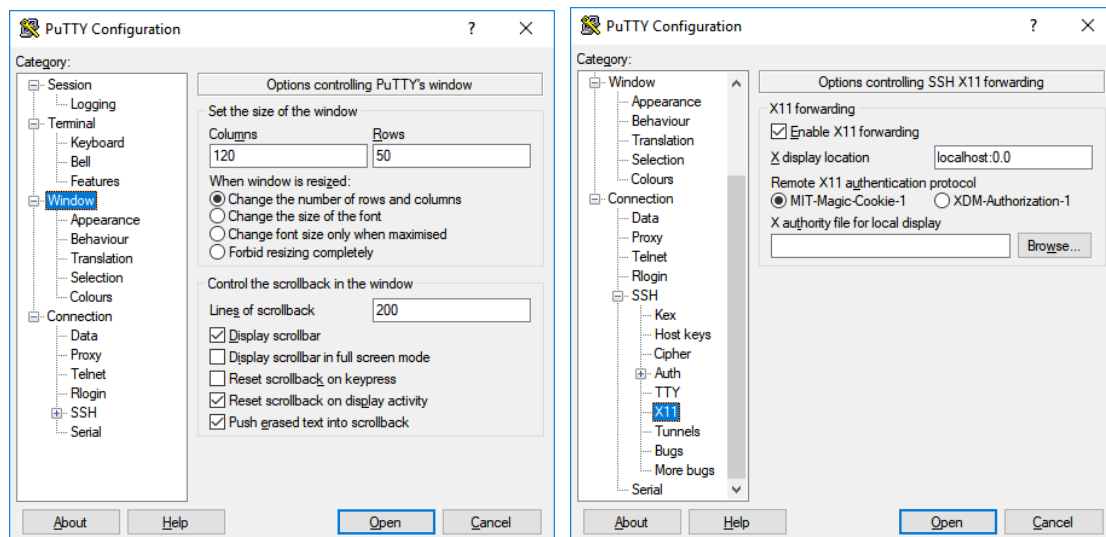 PuTTY Configuration
?
×
Category:
Session
Logging
Terminal
Keyboard
Bell
Features
Window
Appearance
Behaviour
Translation
Selection
Colours
Connection
Data
Proxy
Telnet
Rlogin
SSH
Serial
Options controlling PuTTY's window
Set the size of the window
Columns Rows
120 50
When window is resized:
Change the number of rows and columns
Change the size of the font
Change font size only when maximised
Forbid resizing completely
Control the scrollback in the window
Lines of scrollback 200
Display scrollbar
Display scrollbar in full screen mode
Reset scrollback on keypress
Reset scrollback on display activity
Push erased text into scrollback
About Help Open Cancel
PuTTY Configuration
?
×
Category:
Window
Appearance
Behaviour
Translation
Selection
Colours
Connection
Data
Proxy
Telnet
Rlogin
SSH
Kex
Host keys
Cipher
Auth
TTY
X11
Tunnels
Bugs
More bugs
Serial
Options controlling SSH X11 forwarding
X11 forwarding
Enable X11 forwarding
X display location localhost:0.0
Remote X11 authentication protocol
MIT-Magic-Cookie-1 XDM-Authorization-1
X authority file for local display
Browse...
About Help Open Cancel